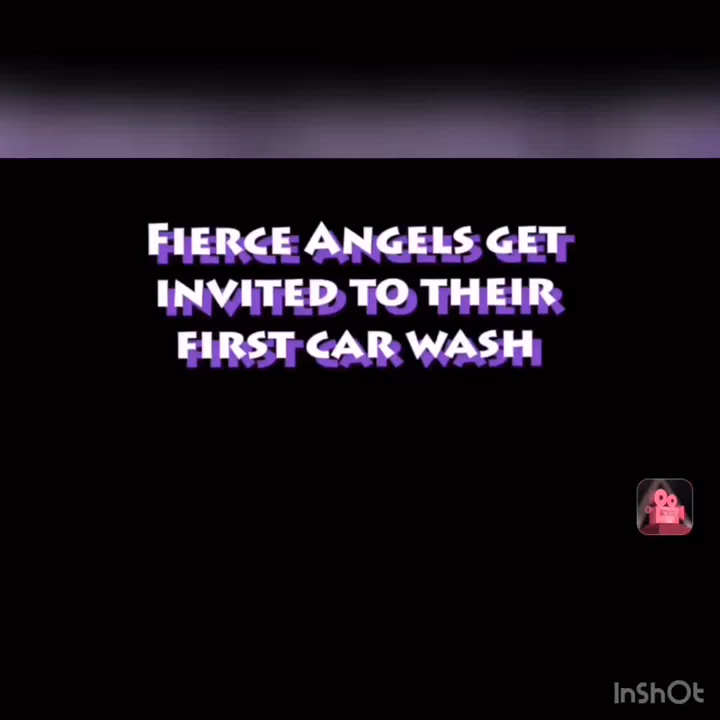 FIERCE ANGELS GET
INVITED TO THEIR
FIRST CAR WASH
InShOt